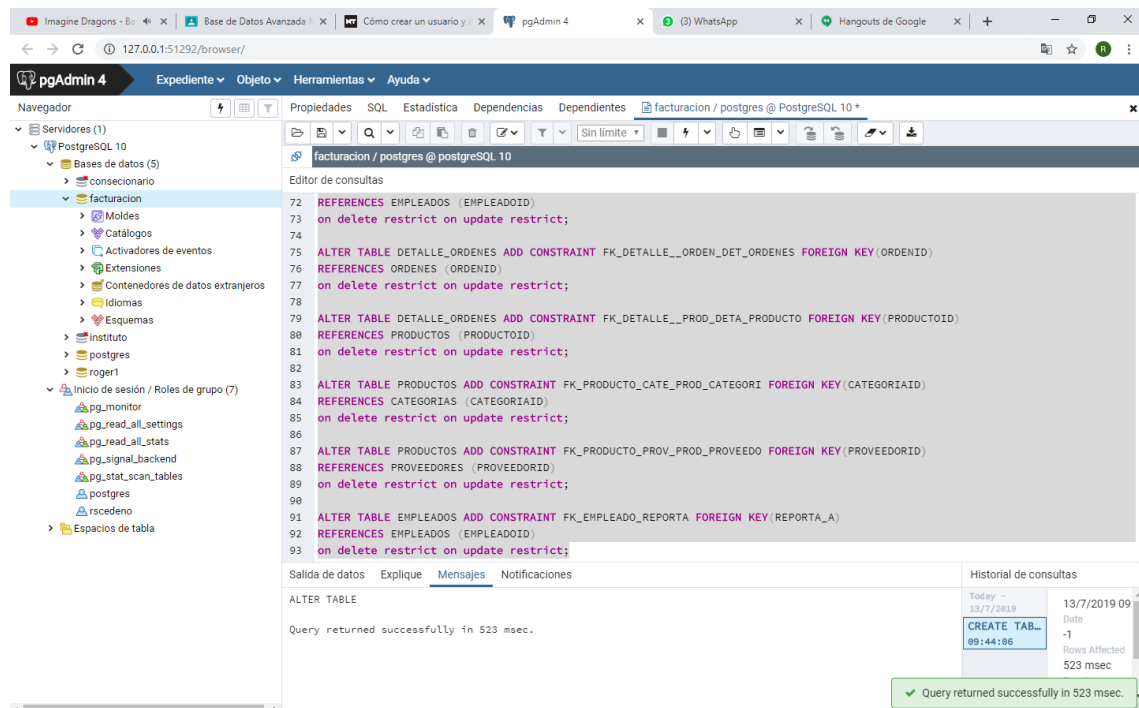 Imagine Dragons - Ba
Base de Datos Avanzada
Cómo crear un usuario y
pgAdmin 4
(3) WhatsApp
Hangouts de Google
127.0.0.1:51292/browser/
R
pgAdmin 4
Expediente
Objeto
Herramientas
Ayuda
Navegador
Propiedades
SQL
Estadística
Dependencias
Dependientes
facturacion / postgres @ PostgreSQL 10 *
Servidores (1)
PostgreSQL 10
Bases de datos (5)
consecionario
facturacion
Moldes
Catálogos
Activadores de eventos
Extensiones
Contenedores de datos extranjeros
Idiomas
Esquemas
instituto
postgres
roger1
Inicio de sesión / Roles de grupo (7)
pg_monitor
pg_read_all_settings
pg_read_all_stats
pg_signal_backend
pg_stat_scan_tables
postgres
rscedeno
Espacios de tabla
Sin límite
facturacion / postgres @ postgreSQL 10
Editor de consultas
72 REFERENCES EMPLEADOS (EMPLEADOID)
73 on delete restrict on update restrict;
74
75 ALTER TABLE DETALLE_ORDENES ADD CONSTRAINT FK_DETALLE__ORDEN_DET_ORDENES FOREIGN KEY(ORDENID)
76 REFERENCES ORDENES (ORDENID)
77 on delete restrict on update restrict;
78
79 ALTER TABLE DETALLE_ORDENES ADD CONSTRAINT FK_DETALLE__PROD_DETA_PRODUCTO FOREIGN KEY(PRODUCTOID)
80 REFERENCES PRODUCTOS (PRODUCTOID)
81 on delete restrict on update restrict;
82
83 ALTER TABLE PRODUCTOS ADD CONSTRAINT FK_PRODUCTO_CATE_PROD_CATEGORI FOREIGN KEY(CATEGORIAID)
84 REFERENCES CATEGORIAS (CATEGORIAID)
85 on delete restrict on update restrict;
86
87 ALTER TABLE PRODUCTOS ADD CONSTRAINT FK_PRODUCTO_PROV_PROD_PROVEEDO FOREIGN KEY(PROVEEDORID)
88 REFERENCES PROVEEDORES (PROVEEDORID)
89 on delete restrict on update restrict;
90
91 ALTER TABLE EMPLEADOS ADD CONSTRAINT FK_EMPLEADO_REPORTA FOREIGN KEY(REPORTA_A)
92 REFERENCES EMPLEADOS (EMPLEADOID)
93 on delete restrict on update restrict;
Salida de datos
Explique
Mensajes
Notificaciones
Historial de consultas
ALTER TABLE
Query returned successfully in 523 msec.
Today -
13/7/2019
CREATE TAB...
09:44:06
13/7/2019 09
Date
-1
Rows Affected
523 msec
Query returned successfully in 523 msec.